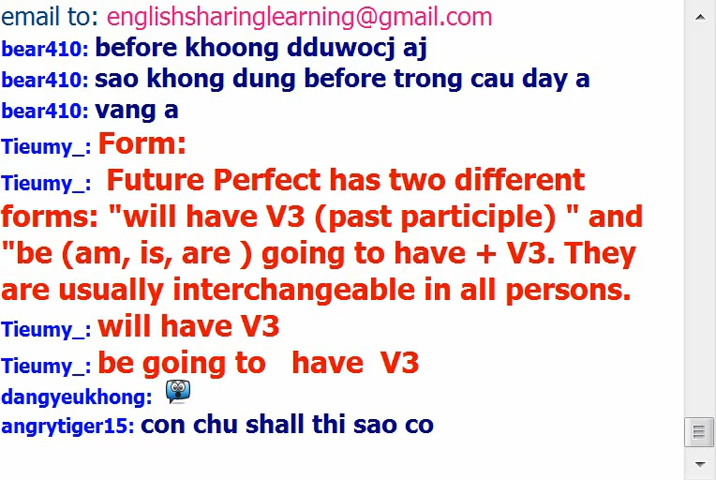 email to: englishsharinglearning@gmail.com
bear410: before khoong dduwocj aj
bear410: sao khong dung before trong cau day a
bear410: vang a
Tieumy_: Form:
Tieumy_: Future Perfect has two different
forms: "will have V3 (past participle) " and
"be (am, is, are ) going to have + V3. They
are usually interchangeable in all persons.
Tieumy_: will have V3
Tieumy_: be going to have V3
dangyeukhong:
angrytiger15: con chu shall thi sao co